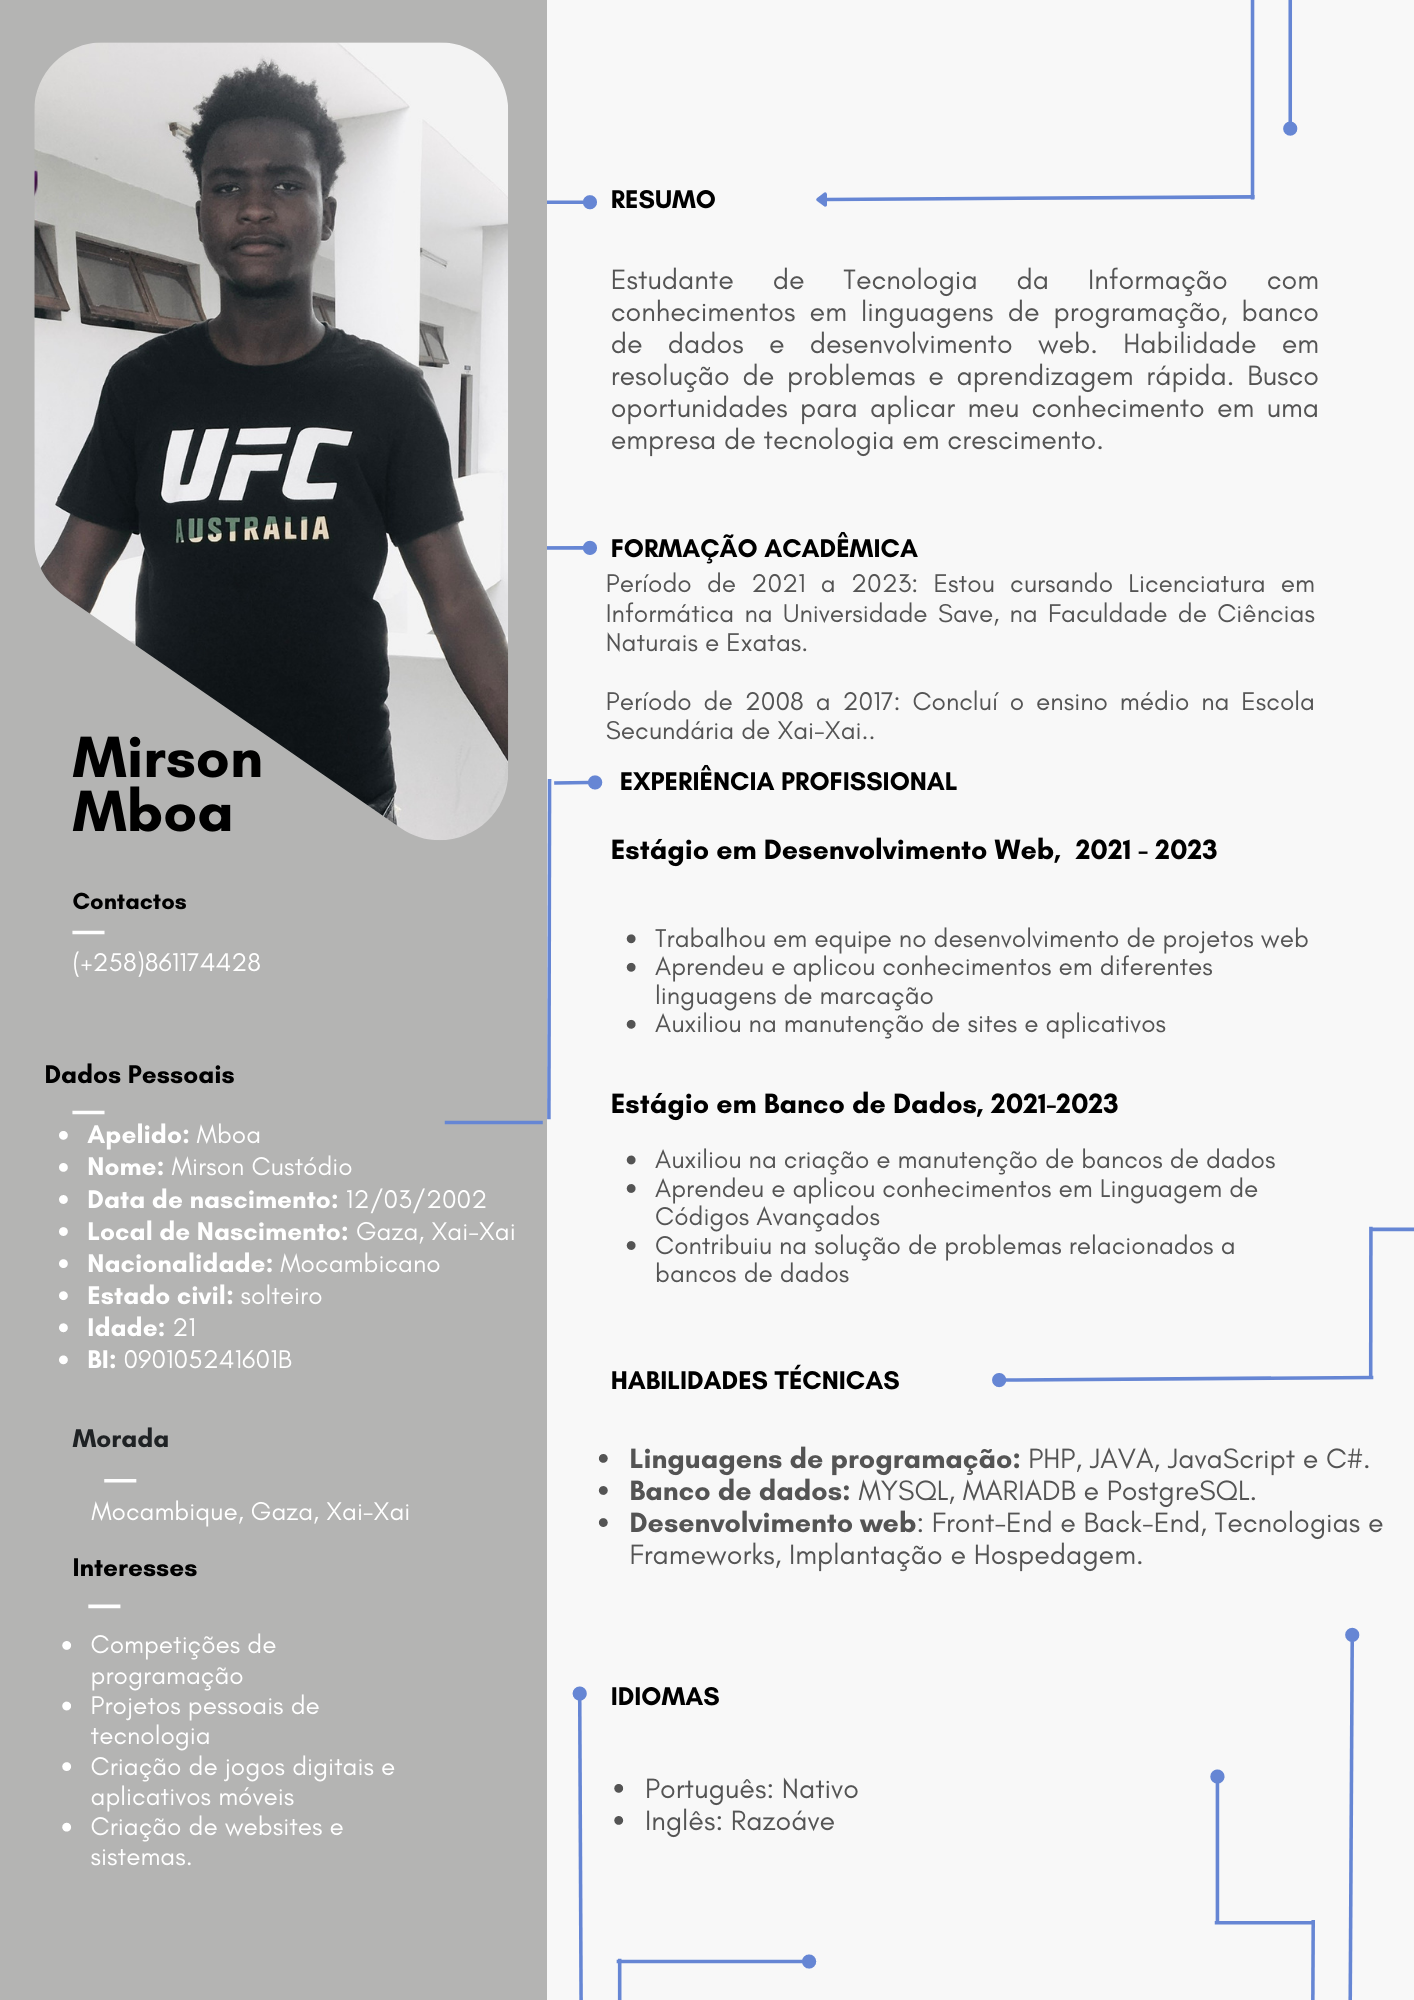 UFC
AUSTRALIA
Mirson
Mboa
Contactos
(+258)861174428
Dados Pessoais
Apelido: Mboa
Nome: Mirson Custódio
Data de nascimento: 12/03/2002
Local de Nascimento: Gaza, Xai-Xai
Nacionalidade: Mocambicano
Estado civil: solteiro
Idade: 21
BI: 090105241601B
Morada
Mocambique, Gaza, Xai-Xai
Interesses
Competições de
programação
Projetos pessoais de
tecnologia
Criação de jogos digitais e
aplicativos móveis
Criação de websites e
sistemas.
RESUMO
Estudante de Tecnologia da Informação com
conhecimentos em linguagens de programação, banco
de dados e desenvolvimento web. Habilidade em
resolução de problemas e aprendizagem rápida. Busco
oportunidades para aplicar meu conhecimento em uma
empresa de tecnologia em crescimento.
FORMAÇÃO ACADÊMICA
Período de 2021 a 2023: Estou cursando Licenciatura em
Informática na Universidade Save, na Faculdade de Ciências
Naturais e Exatas.
Período de 2008 a 2017: Concluí o ensino médio na Escola
Secundária de Xai-Xai..
EXPERIÊNCIA PROFISSIONAL
Estágio em Desenvolvimento Web, 2021 - 2023
Trabalhou em equipe no desenvolvimento de projetos web
Aprendeu e aplicou conhecimentos em diferentes
linguagens de marcação
Auxiliou na manutenção de sites e aplicativos
Estágio em Banco de Dados, 2021-2023
Auxiliou na criação e manutenção de bancos de dados
Aprendeu e aplicou conhecimentos em Linguagem de
Códigos Avançados
Contribuiu na solução de problemas relacionados a
bancos de dados
HABILIDADES TÉCNICAS
Linguagens de programação: PHP, JAVA, JavaScript e C#.
Banco de dados: MYSQL, MARIADB e PostgreSQL.
Desenvolvimento web: Front-End e Back-End, Tecnologias e
Frameworks, Implantação e Hospedagem.
IDIOMAS
Português: Nativo
Inglês: Razoáve